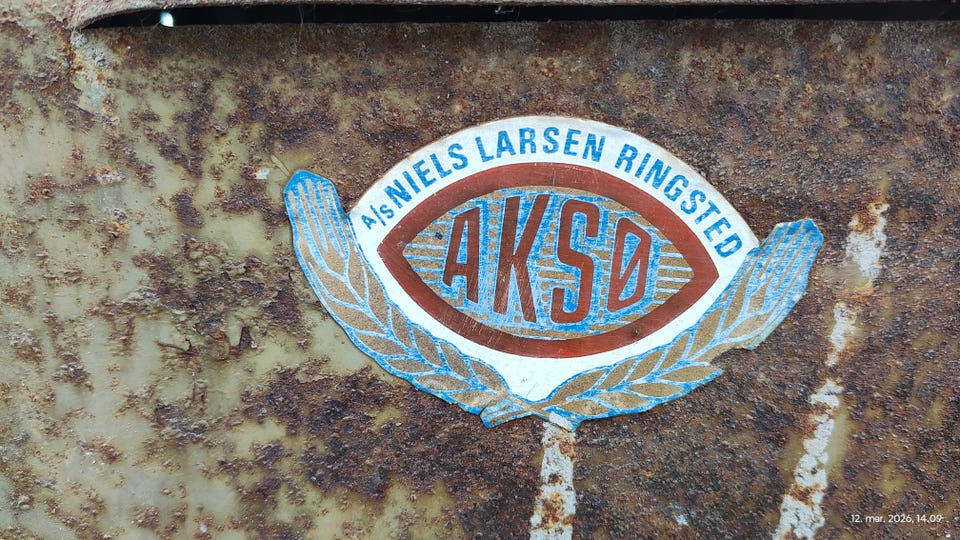 A/S NIELS LARSEN RINGSTED
AKSØ
12. mar. 2026, 14.09